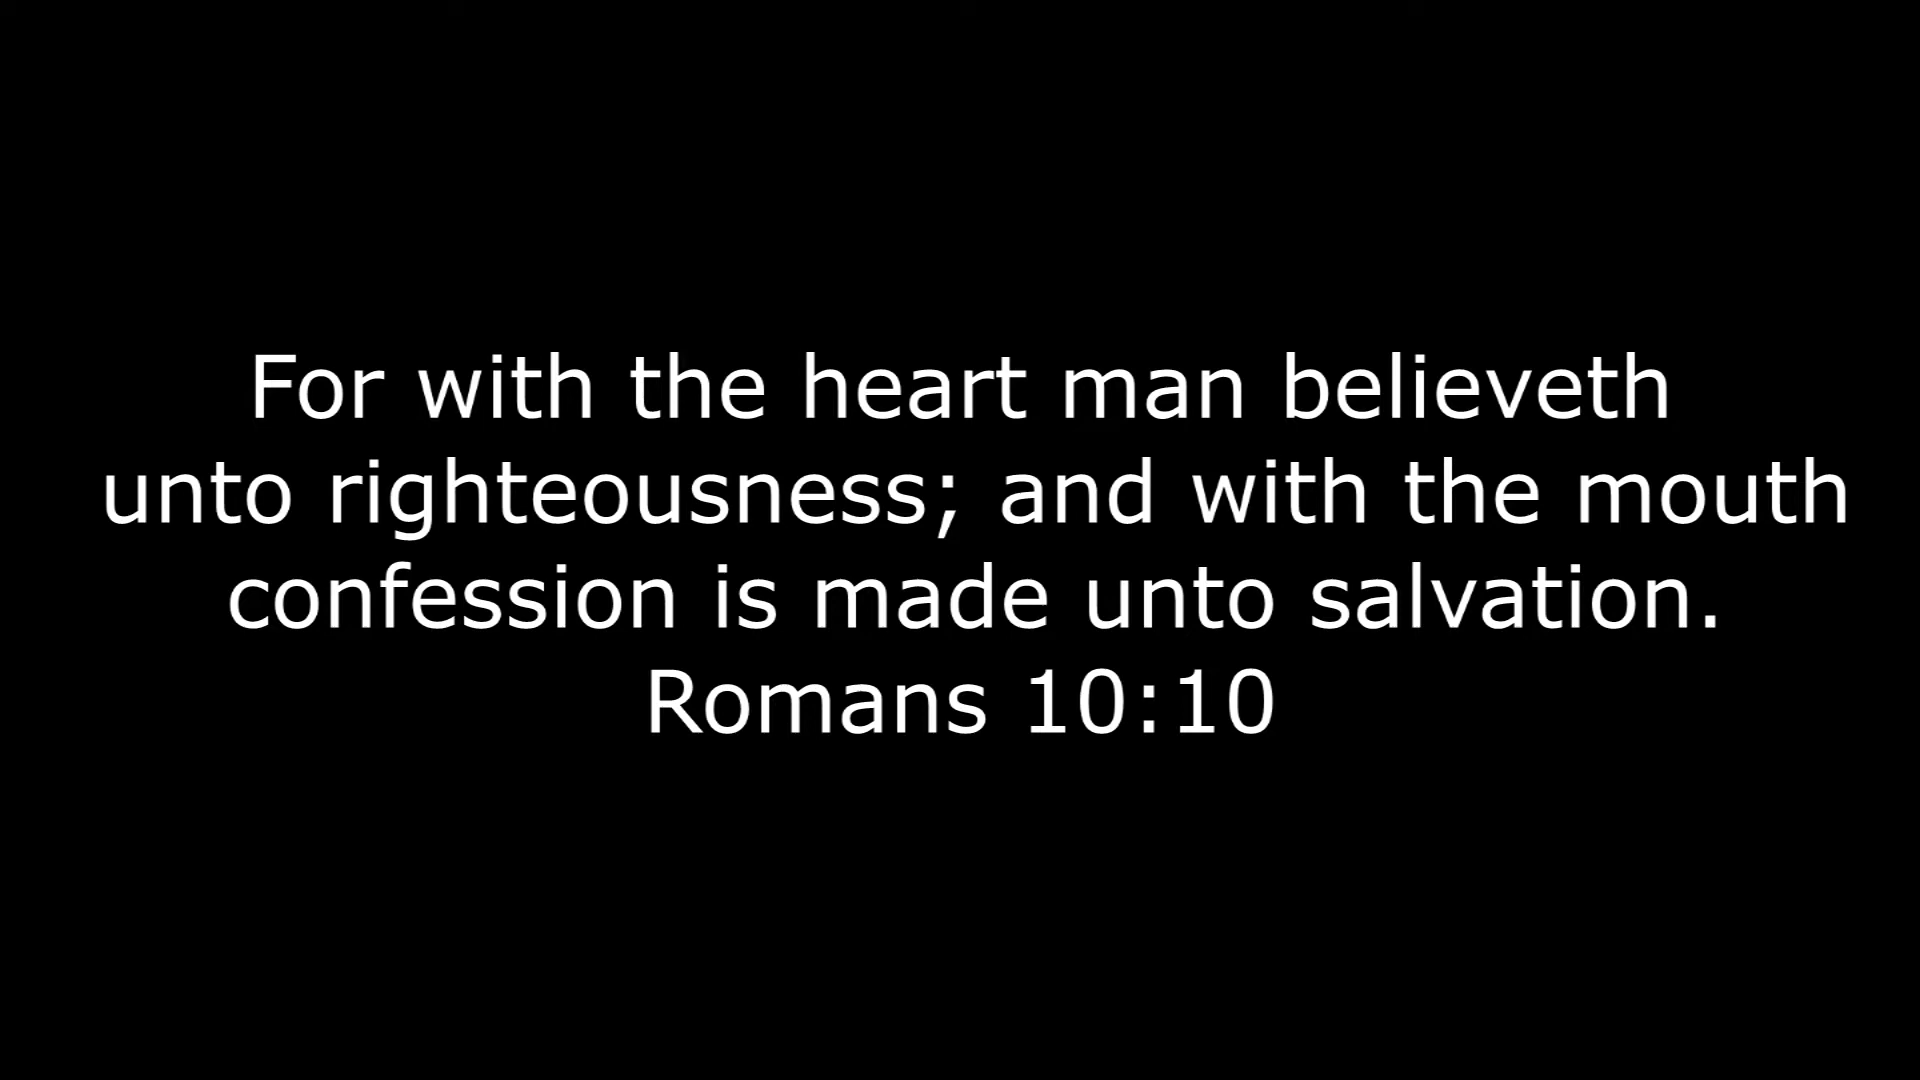 For with the heart man believeth
unto righteousness; and with the mouth
confession is made unto salvation.
Romans 10:10